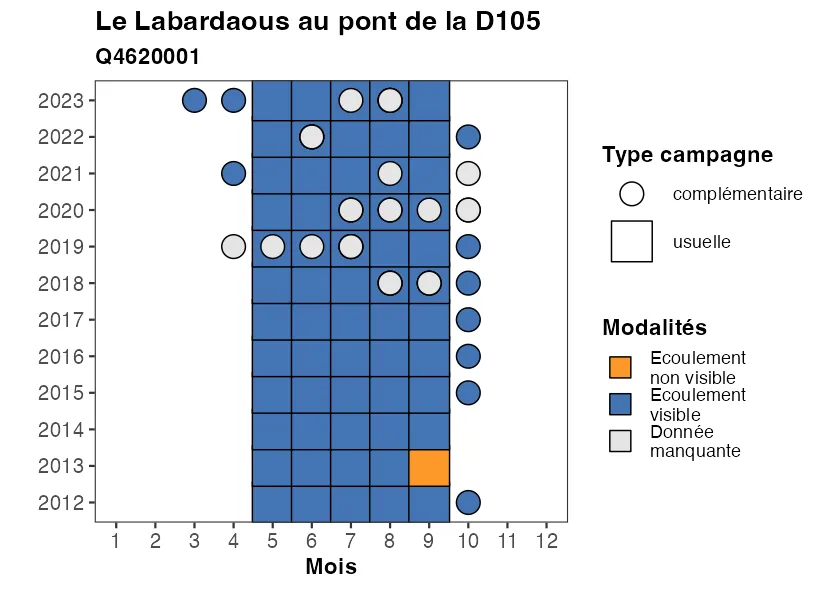 Le Labardaous au pont de la D105
Q4620001
2023
2022
2021
2020
2019
2018
2017
2016
2015
2014
2013
2012
1 2 3 4 5 6 7 8 9 10 11 12
Mois
Type campagne
complémentaire
usuelle
Modalités
Ecoulement
non visible
Ecoulement
visible
Donnée
manquante